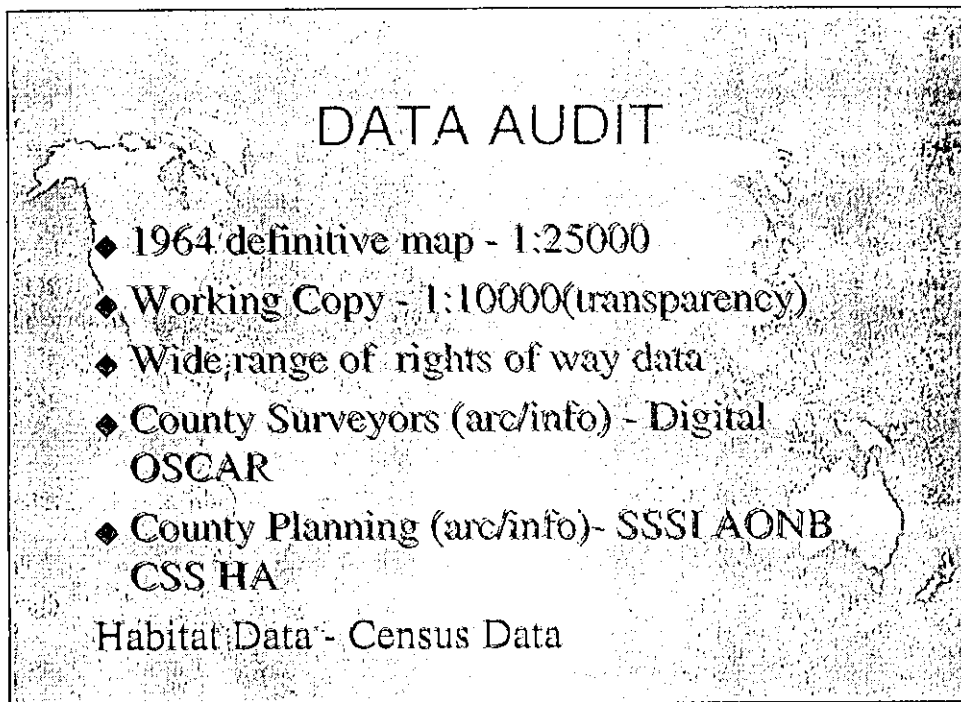 DATA AUDIT
◆ 1964 definitive map - 1:25000
◆ Working Copy - 1:10000(transparency)
◆ Wide range of rights of way data
◆ County Surveyors (arc/info) - Digital
OSCAR
◆ County Planning (arc/info)- SSSI AONB
CSS HA
Habitat Data - Census Data